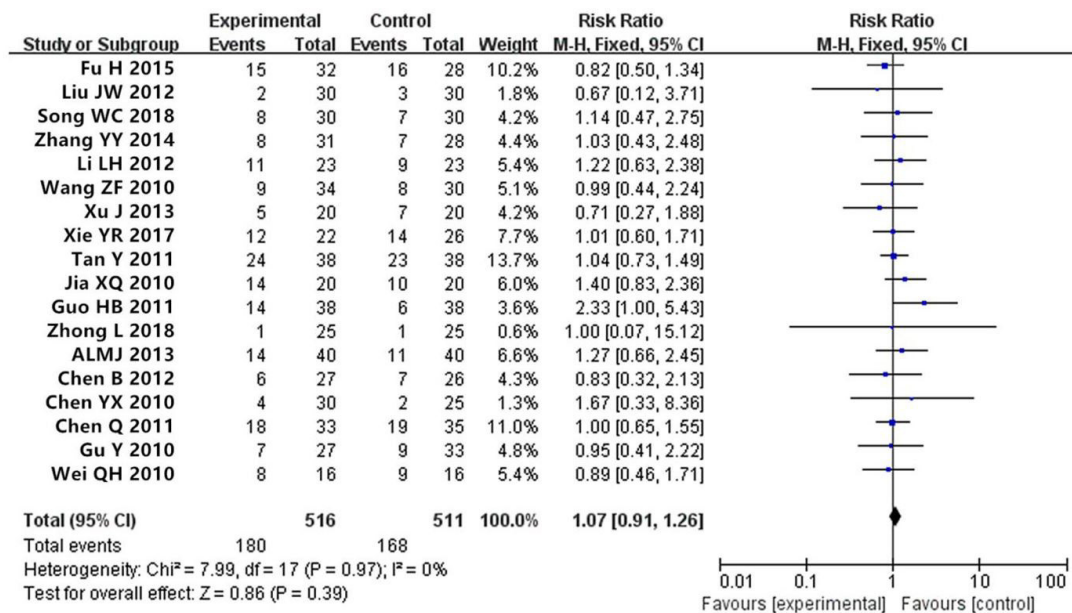 Experimental Control Risk Ratio Risk Ratio
Study or Subgroup Events Total Events Total Weight M-H, Fixed, 95% CI M-H, Fixed, 95% CI
Fu H 2015 15 32 16 28 10.2% 0.82 [0.50, 1.34]
Liu JW 2012 2 30 3 30 1.8% 0.67 [0.12, 3.71]
Song WC 2018 8 30 7 30 4.2% 1.14 [0.47, 2.75]
Zhang YY 2014 8 31 7 28 4.4% 1.03 [0.43, 2.48]
Li LH 2012 11 23 9 23 5.4% 1.22 [0.63, 2.38]
Wang ZF 2010 9 34 8 30 5.1% 0.99 [0.44, 2.24]
Xu J 2013 5 20 7 20 4.2% 0.71 [0.27, 1.88]
Xie YR 2017 12 22 14 26 7.7% 1.01 [0.60, 1.71]
Tan Y 2011 24 38 23 38 13.7% 1.04 [0.73, 1.49]
Jia XQ 2010 14 20 10 20 6.0% 1.40 [0.83, 2.36]
Guo HB 2011 14 38 6 38 3.6% 2.33 [1.00, 5.43]
Zhong L 2018 1 25 1 25 0.6% 1.00 [0.07, 15.12]
ALMJ 2013 14 40 11 40 6.6% 1.27 [0.66, 2.45]
Chen B 2012 6 27 7 26 4.3% 0.83 [0.32, 2.13]
Chen YX 2010 4 30 2 25 1.3% 1.67 [0.33, 8.36]
Chen Q 2011 18 33 19 35 11.0% 1.00 [0.65, 1.55]
Gu Y 2010 7 27 9 33 4.8% 0.95 [0.41, 2.22]
Wei QH 2010 8 16 9 16 5.4% 0.89 [0.46, 1.71]
Total (95% CI) 516 511 100.0% 1.07 [0.91, 1.26]
Total events 180 168
Heterogeneity: Chi² = 7.99, df = 17 (P = 0.97); I² = 0%
Test for overall effect: Z = 0.86 (P = 0.39)
0.01 0.1 1 10 100
Favours [experimental] Favours [control]